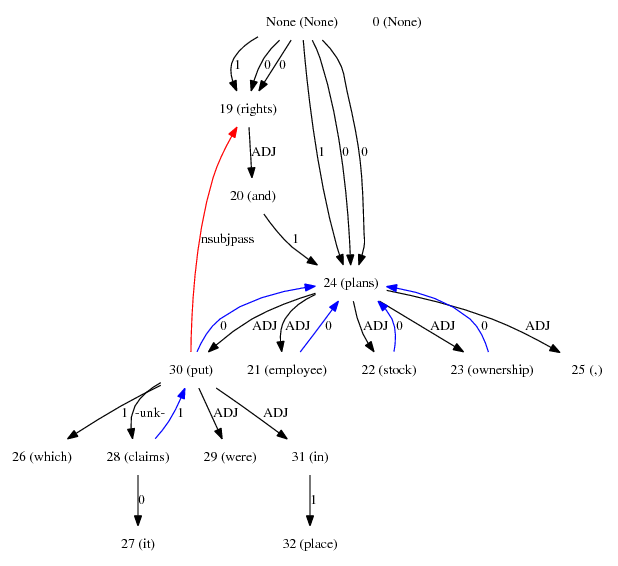 None (None) 0 (None)
1 0 0
19 (rights)
ADJ 1 0 0
20 (and)
nsubjpass 1
24 (plans)
0 ADJ ADJ 0 ADJ 0 ADJ 0 ADJ
30 (put) 21 (employee) 22 (stock) 23 (ownership) 25 (,)
1 -unk- 1 ADJ ADJ
26 (which) 28 (claims) 29 (were) 31 (in)
0 1
27 (it) 32 (place)